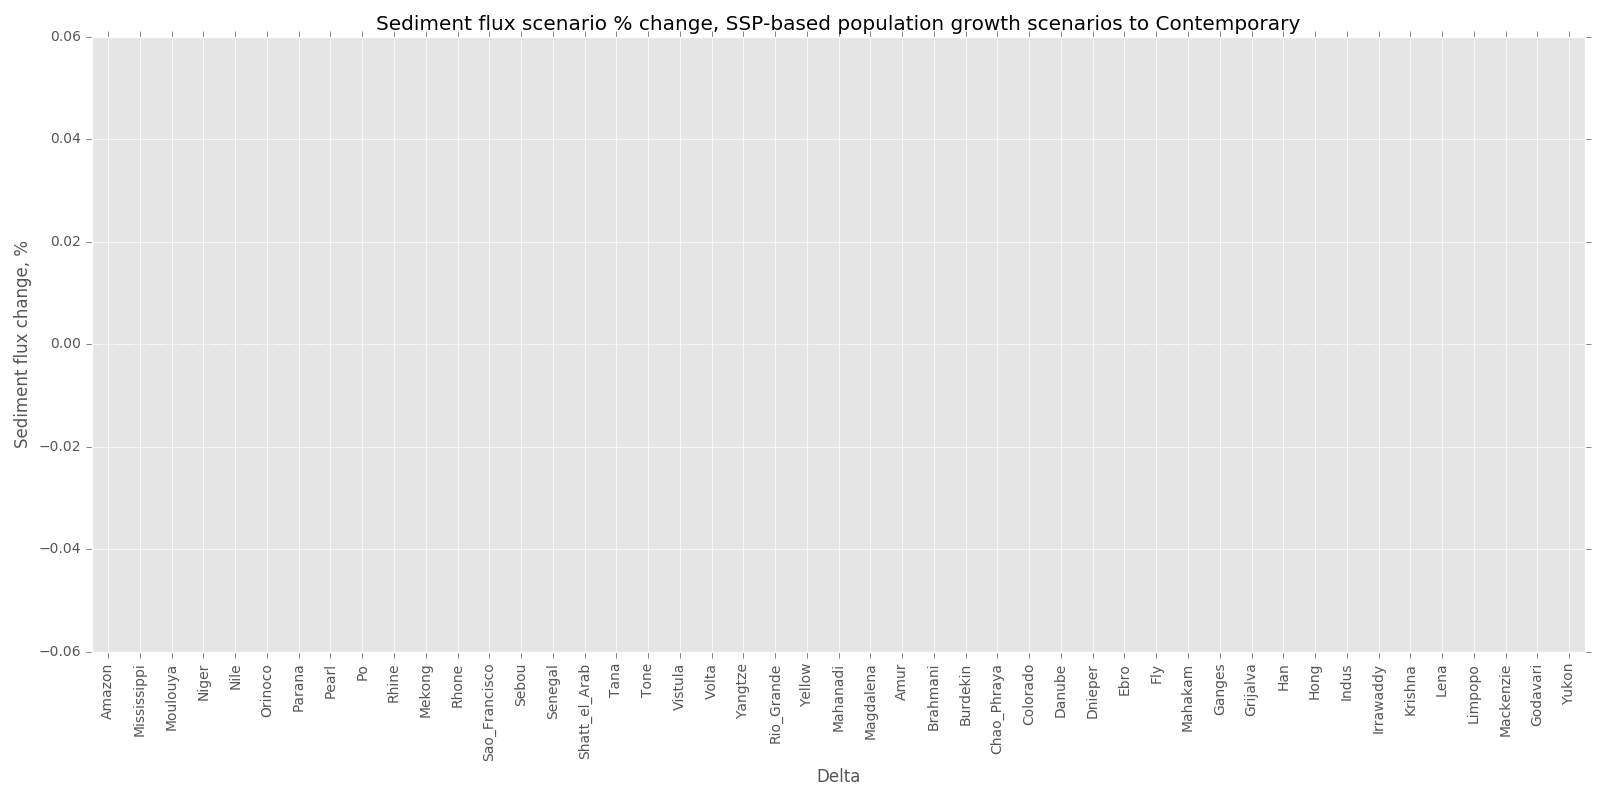 Sediment flux scenario % change, SSP-based population growth scenarios to Contemporary
0.06
0.04
0.02
0.00
−0.02
−0.04
−0.06
Sediment flux change, %
Amazon
Mississippi
Moulouya
Niger
Nile
Orinoco
Parana
Pearl
Po
Rhine
Mekong
Rhone
Sao_Francisco
Sebou
Senegal
Shatt_el_Arab
Tana
Tone
Vistula
Volta
Yangtze
Rio_Grande
Yellow
Mahanadi
Magdalena
Amur
Brahmani
Burdekin
Chao_Phraya
Colorado
Danube
Dnieper
Ebro
Fly
Mahakam
Ganges
Grijalva
Han
Hong
Indus
Irrawaddy
Krishna
Lena
Limpopo
Mackenzie
Godavari
Yukon
Delta